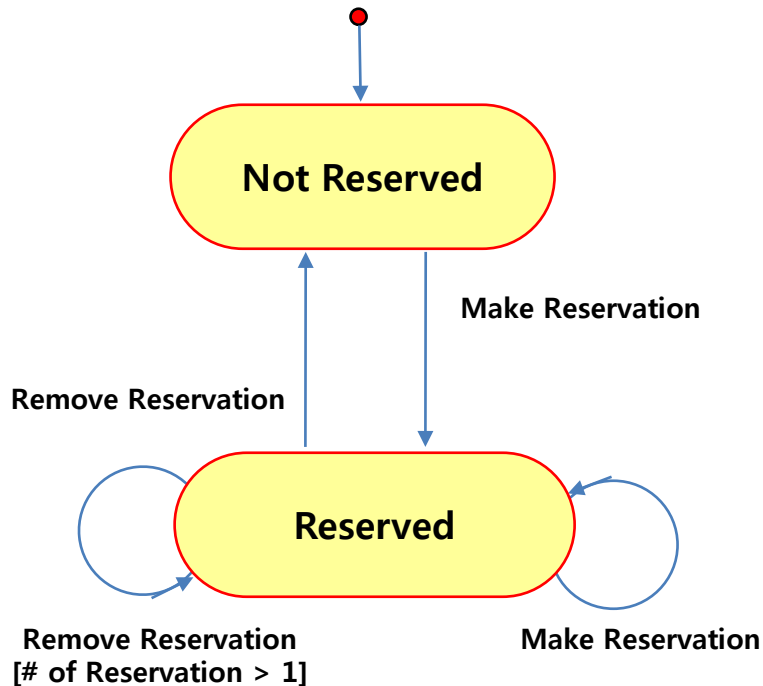 Not Reserved
Make Reservation
Remove Reservation
Reserved
Remove Reservation
[# of Reservation > 1]
Make Reservation